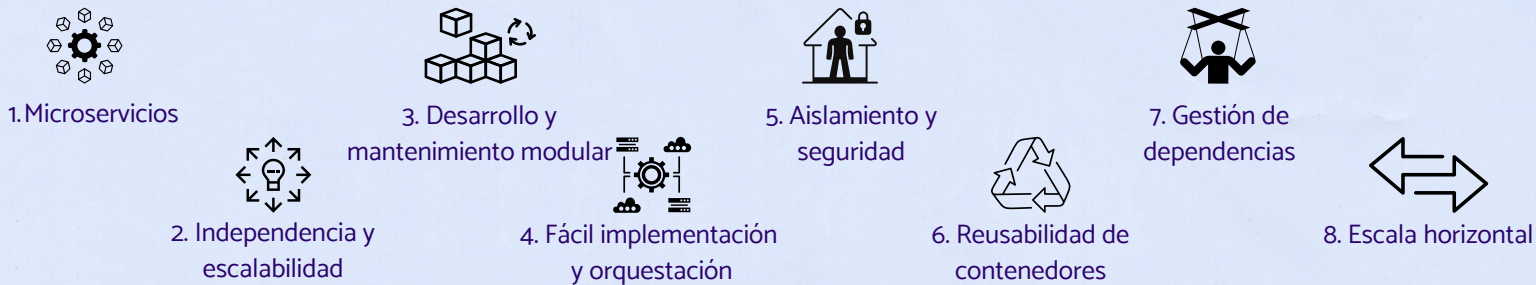 1. Microservicios
2. Independencia y
escalabilidad
3. Desarrollo y
mantenimiento modular
4. Fácil implementación
y orquestación
5. Aislamiento y
seguridad
6. Reusabilidad de
contenedores
7. Gestión de
dependencias
8. Escala horizontal